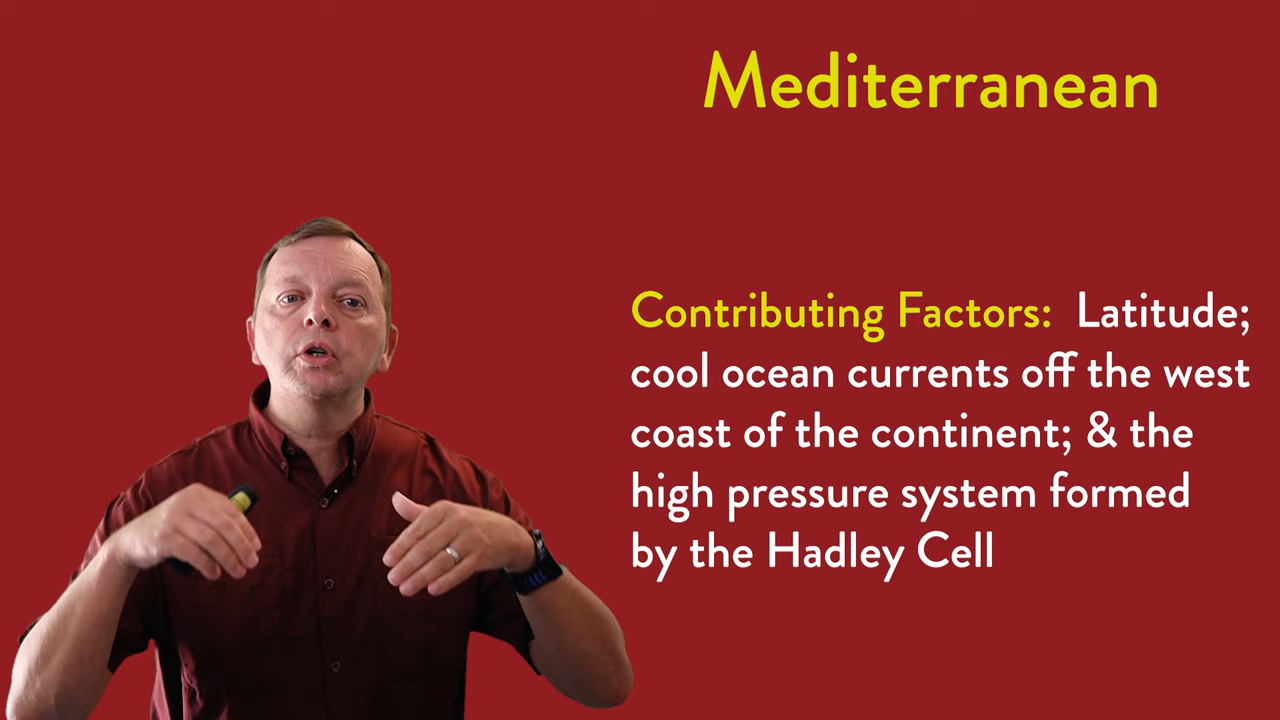 Mediterranean
Contributing Factors: Latitude;
cool ocean currents off the west
coast of the continent; & the
high pressure system formed
by the Hadley Cell